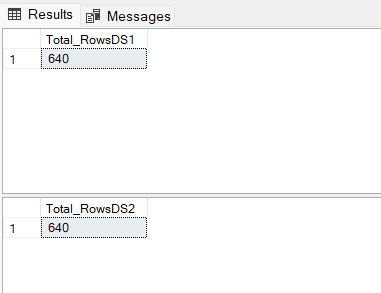 Results Messages
Total_RowsDS1
1 640
Total_RowsDS2
1 640